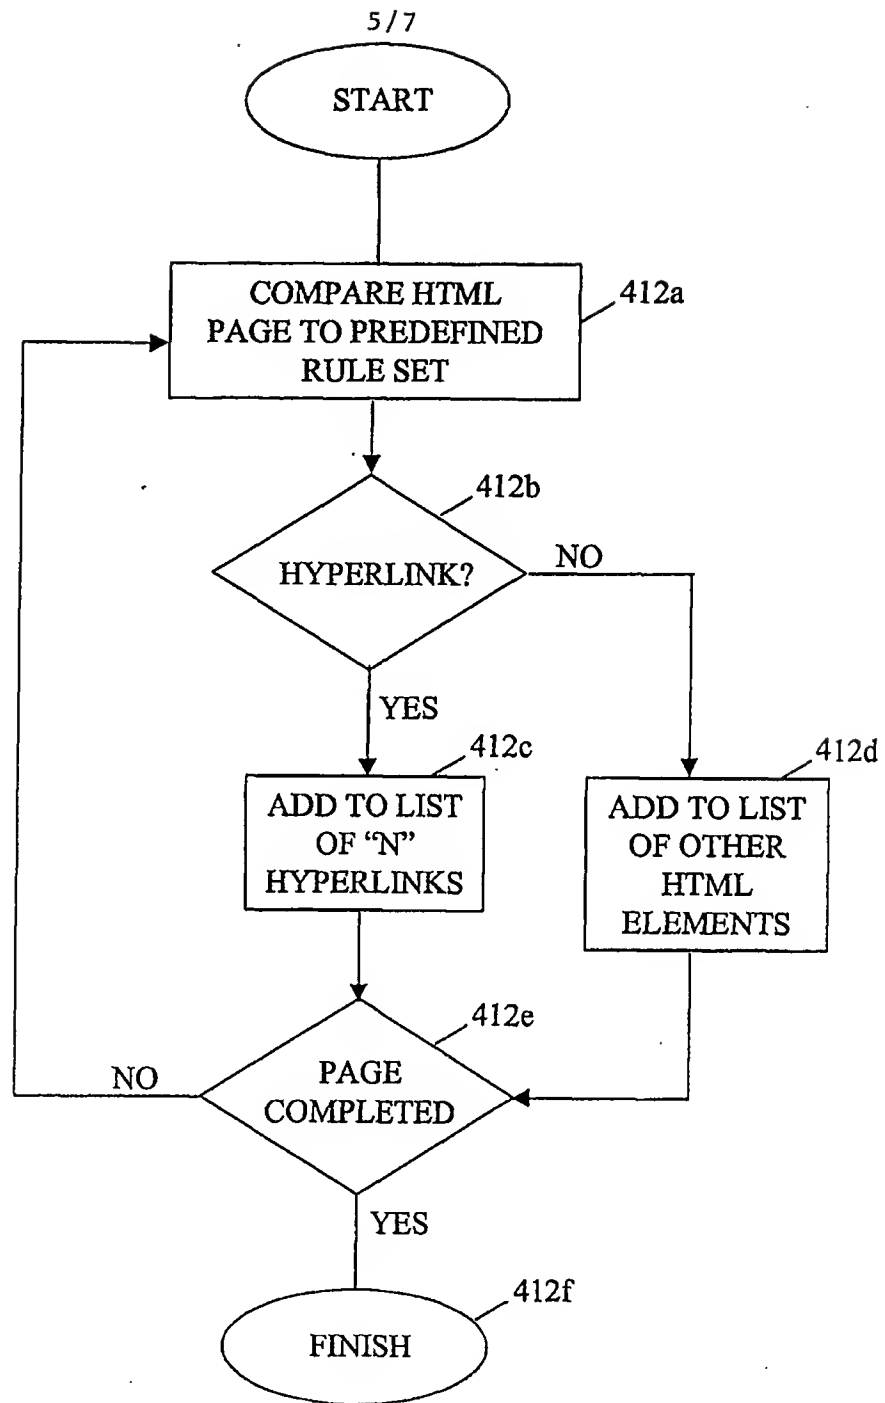 5/7
START
COMPARE HTML
PAGE TO PREDEFINED
RULE SET
412a
412b
HYPERLINK?
NO
YES
412c
ADD TO LIST
OF “N”
HYPERLINKS
412d
ADD TO LIST
OF OTHER
HTML
ELEMENTS
412e
PAGE
COMPLETED
NO
YES
412f
FINISH